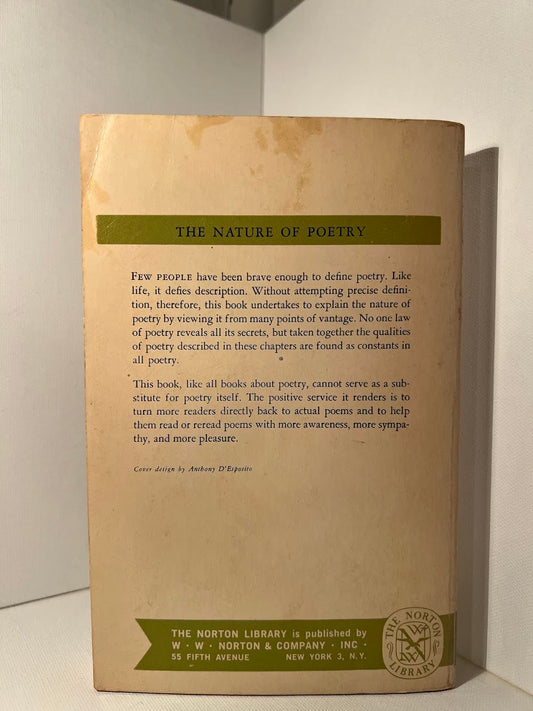 THE NATURE OF POETRY
FEW PEOPLE have been brave enough to define poetry. Like
life, it defies description. Without attempting precise defini-
tion, therefore, this book undertakes to explain the nature of
poetry by viewing it from many points of vantage. No one law
of poetry reveals all its secrets, but taken together the qualities
of poetry described in these chapters are found as constants in
all poetry.
This book, like all books about poetry, cannot serve as a sub-
stitute for poetry itself. The positive service it renders is to
turn more readers directly back to actual poems and to help
them read or reread poems with more awareness, more sympa-
thy, and more pleasure.
Cover design by Anthony D'Esposito
THE NORTON LIBRARY is published by
W · W · NORTON & COMPANY · INC ·
55 FIFTH AVENUE NEW YORK 3, N.Y.
THE NORTON
LIBRARY